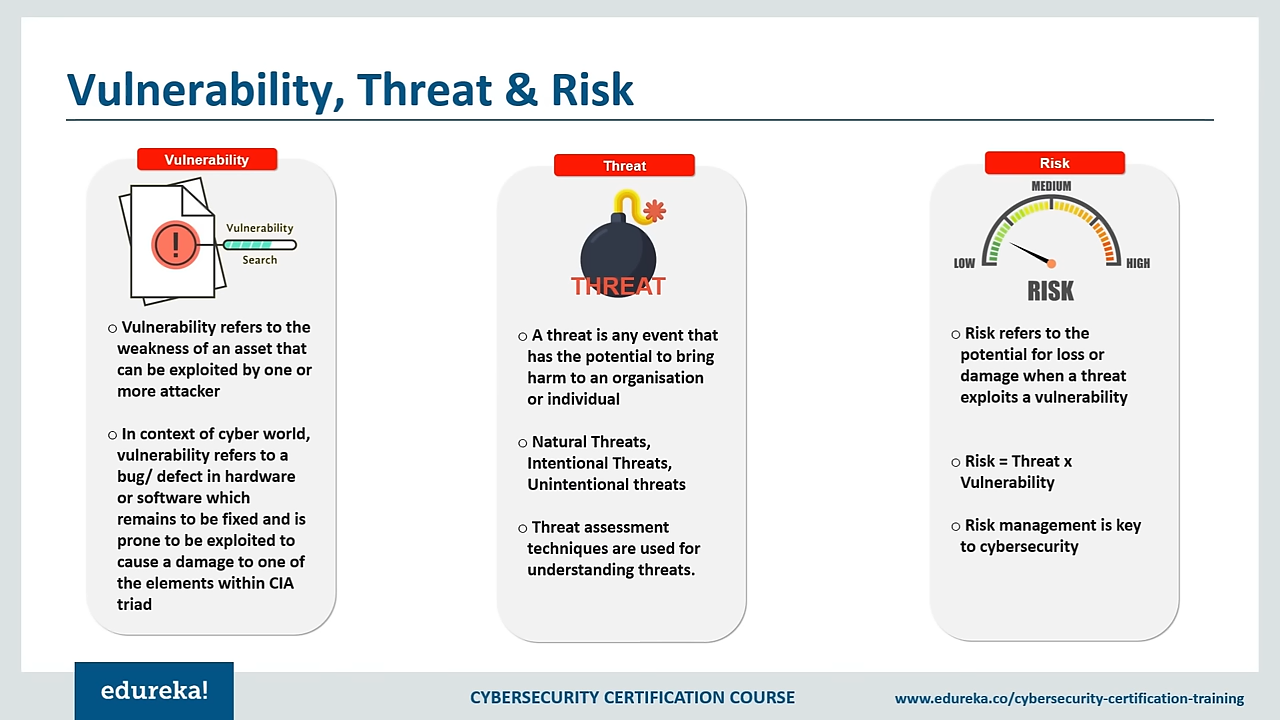 Vulnerability, Threat & Risk
Vulnerability
Vulnerability
Search
○ Vulnerability refers to the
weakness of an asset that
can be exploited by one or
more attacker
○ In context of cyber world,
vulnerability refers to a
bug/ defect in hardware
or software which
remains to be fixed and is
prone to be exploited to
cause a damage to one of
the elements within CIA
triad
Threat
THREAT
○ A threat is any event that
has the potential to bring
harm to an organisation
or individual
○ Natural Threats,
Intentional Threats,
Unintentional threats
○ Threat assessment
techniques are used for
understanding threats.
Risk
MEDIUM
LOW
HIGH
RISK
○ Risk refers to the
potential for loss or
damage when a threat
exploits a vulnerability
○ Risk = Threat x
Vulnerability
○ Risk management is key
to cybersecurity
edureka!
CYBERSECURITY CERTIFICATION COURSE
www.edureka.co/cybersecurity-certification-training